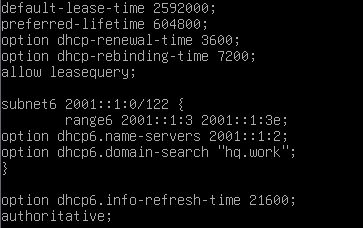 default-lease-time 2592000;
preferred-lifetime 604800;
option dhcp-renewal-time 3600;
option dhcp-rebinding-time 7200;
allow leasequery;
subnet6 2001::1:0/122 {
range6 2001::1:3 2001::1:3e;
option dhcp6.name-servers 2001::1:2;
option dhcp6.domain-search "hq.work";
}
option dhcp6.info-refresh-time 21600;
authoritative;